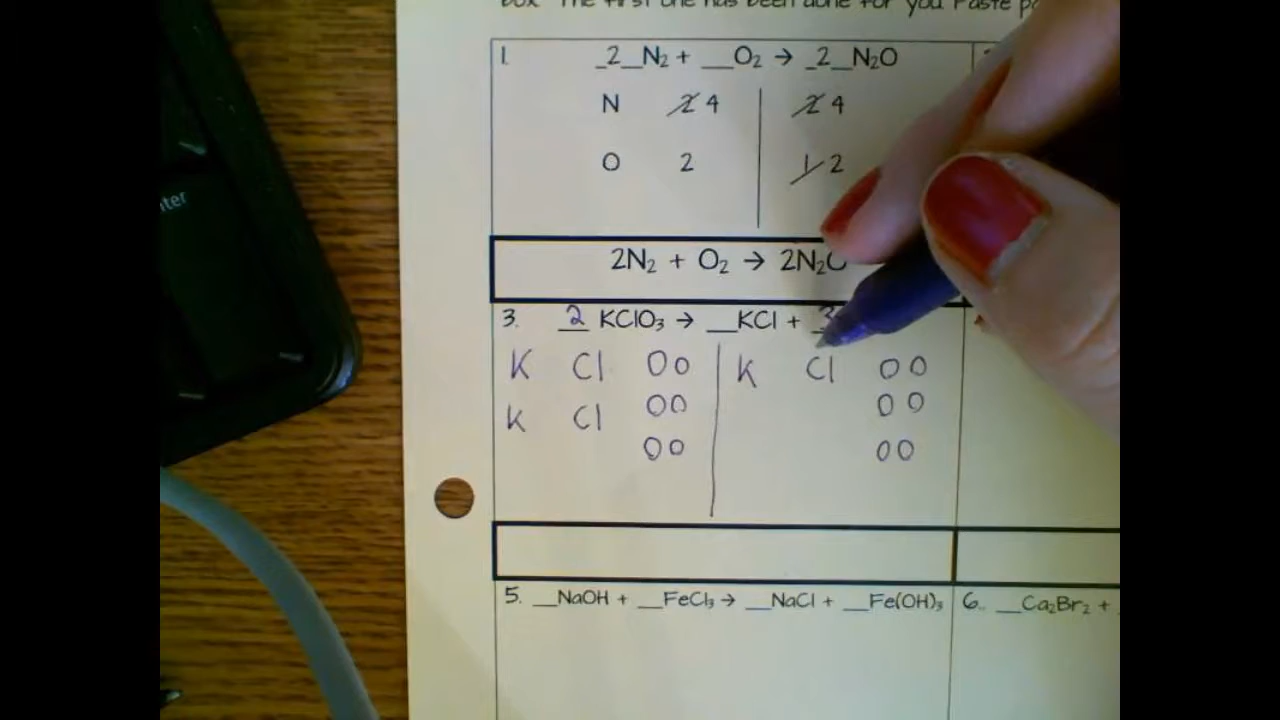 box. The first one has been done for you. Paste
1. _2_N₂ + __O₂ → _2_N₂O
N 2 4 2 4
O 2 1 2
2N₂ + O₂ → 2N₂O
3. 2 KClO₃ → __KCl + 3
K Cl OO K Cl OO
K Cl OO OO
OO OO
5. __NaOH + __FeCl₃ → __NaCl + __Fe(OH)₃
6. __Ca₂Br₂ +